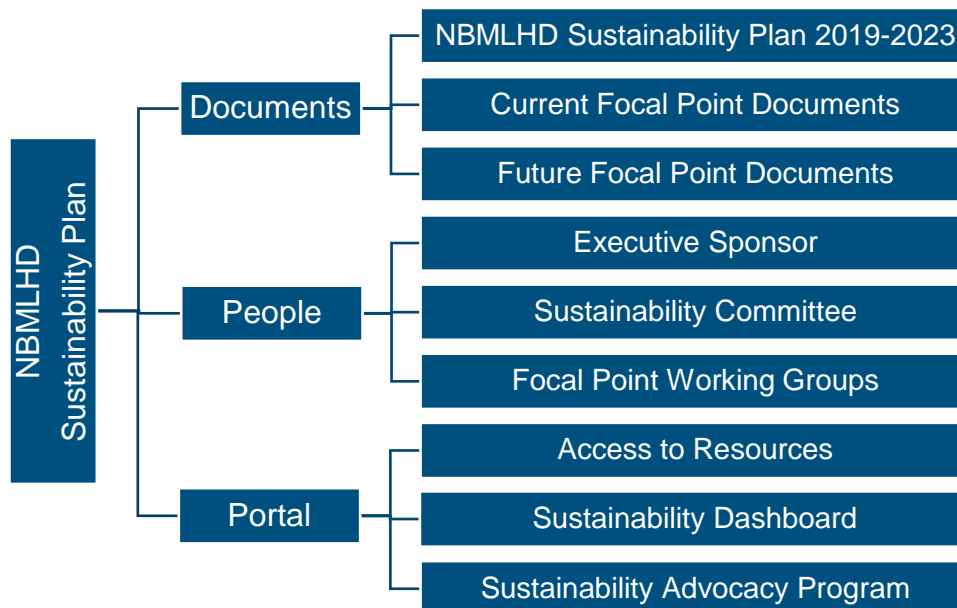 NBMLHD
Sustainability Plan
Documents
NBMLHD Sustainability Plan 2019-2023
Current Focal Point Documents
Future Focal Point Documents
People
Executive Sponsor
Sustainability Committee
Focal Point Working Groups
Portal
Access to Resources
Sustainability Dashboard
Sustainability Advocacy Program